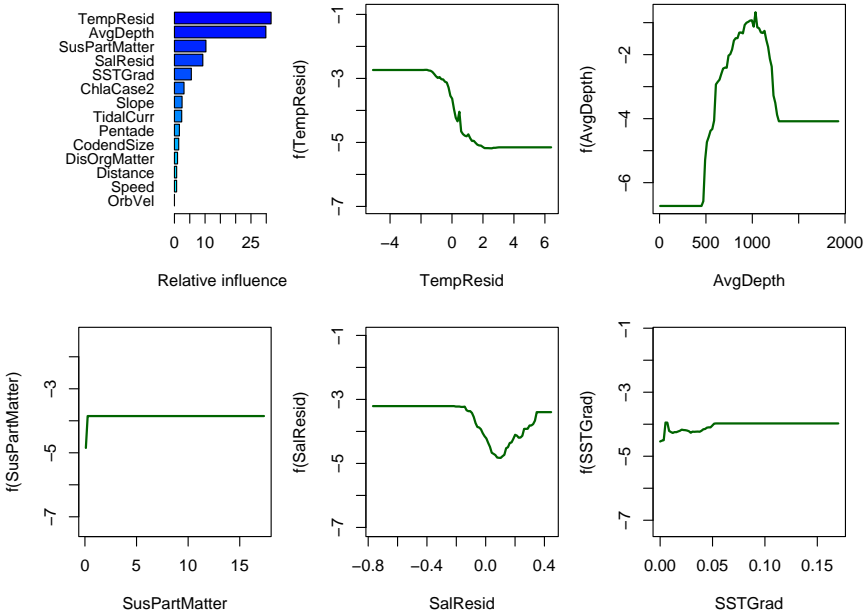 TempResid
AvgDepth
SusPartMatter
SalResid
SSTGrad
ChlaCase2
Slope
TidalCurr
Pentade
CodendSize
DisOrgMatter
Distance
Speed
OrbVel
0 10 25
Relative influence
f(TempResid)
−1
−3
−5
−7
−4 0 2 4 6
TempResid
f(AvgDepth)
−2
−4
−6
0 500 1000 2000
AvgDepth
f(SusPartMatter)
−3
−5
−7
0 5 10 15
SusPartMatter
f(SalResid)
−1
−3
−5
−7
−0.8 −0.4 0.0 0.4
SalResid
f(SSTGrad)
−1
−3
−5
−7
0.00 0.05 0.10 0.15
SSTGrad